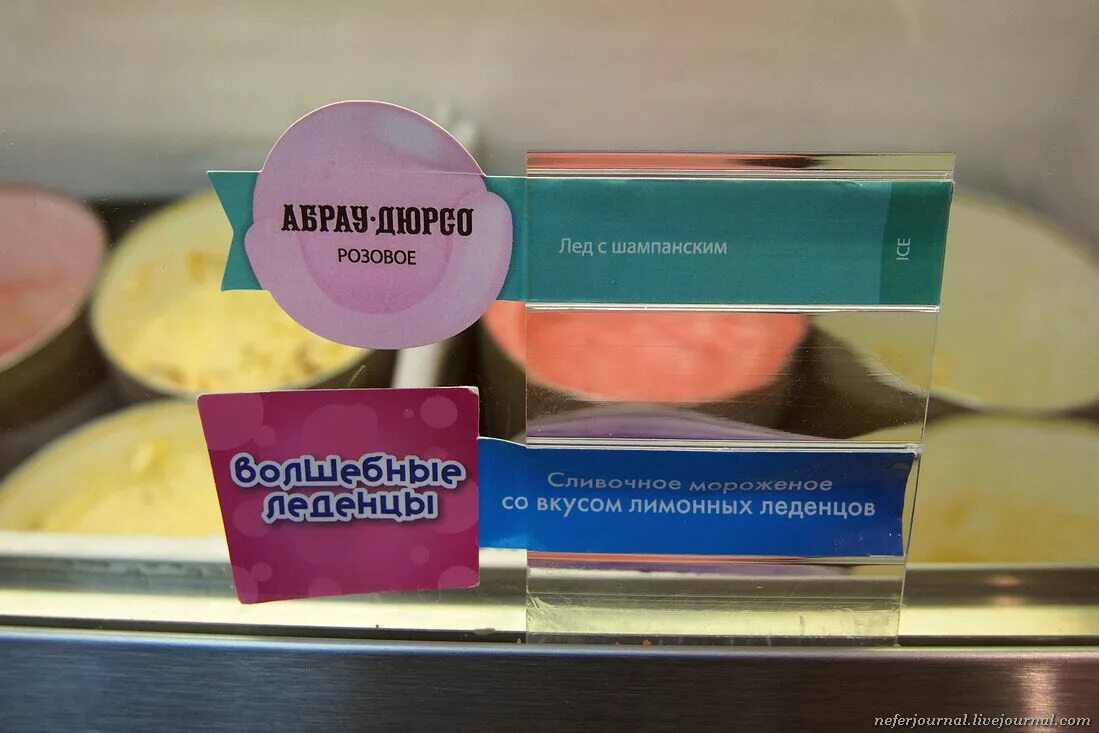 АБРАУ·ДЮРСО
РОЗОВОЕ
Лед с шампанским
ICE
Волшебные
леденцы
Сливочное мороженое
со вкусом лимонных леденцов
neferjournal.livejournal.com